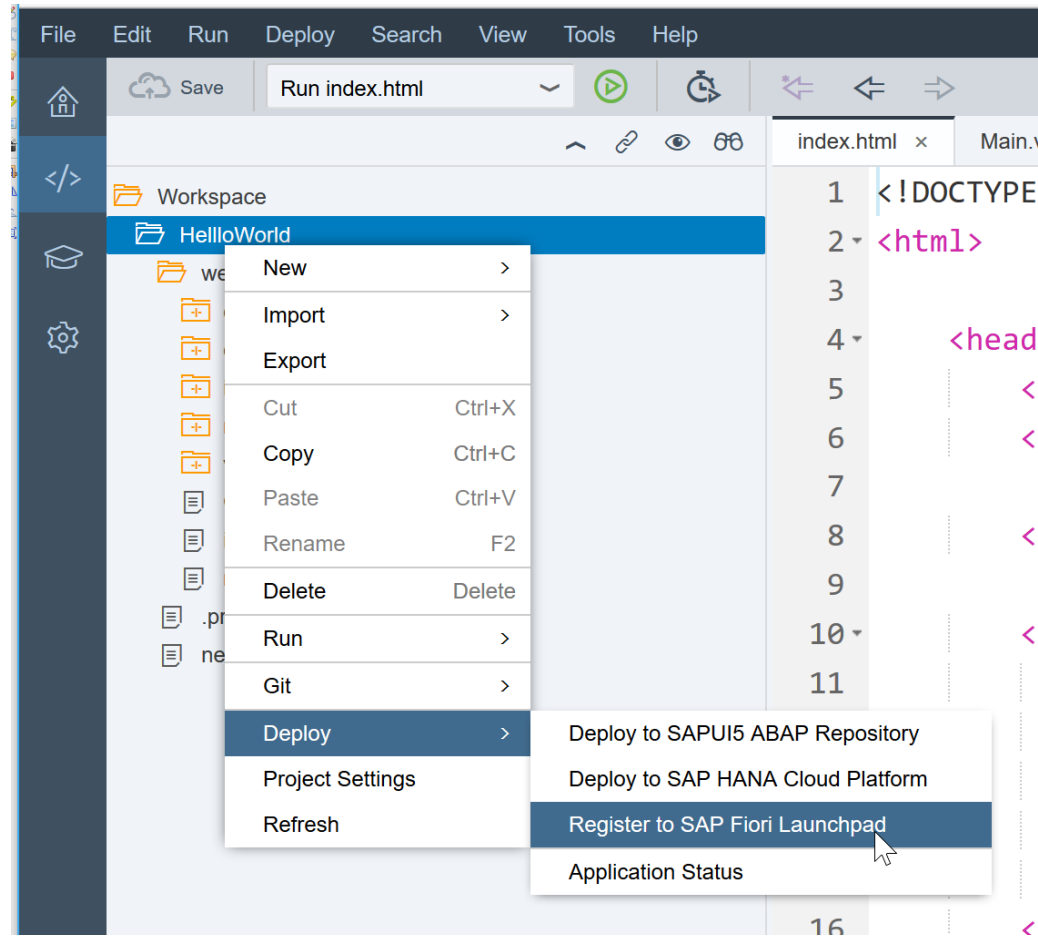 File Edit Run Deploy Search View Tools Help
Save Run index.html
index.html × Main.v
Workspace
HellloWorld
we
.pr
ne
New >
Import >
Export
Cut Ctrl+X
Copy Ctrl+C
Paste Ctrl+V
Rename F2
Delete Delete
Run >
Git >
Deploy >
Project Settings
Refresh
Deploy to SAPUI5 ABAP Repository
Deploy to SAP HANA Cloud Platform
Register to SAP Fiori Launchpad
Application Status
1 <!DOCTYPE
2 <html>
3
4 <head
5 <
6 <
7
8 <
9
10 <
11
16 <